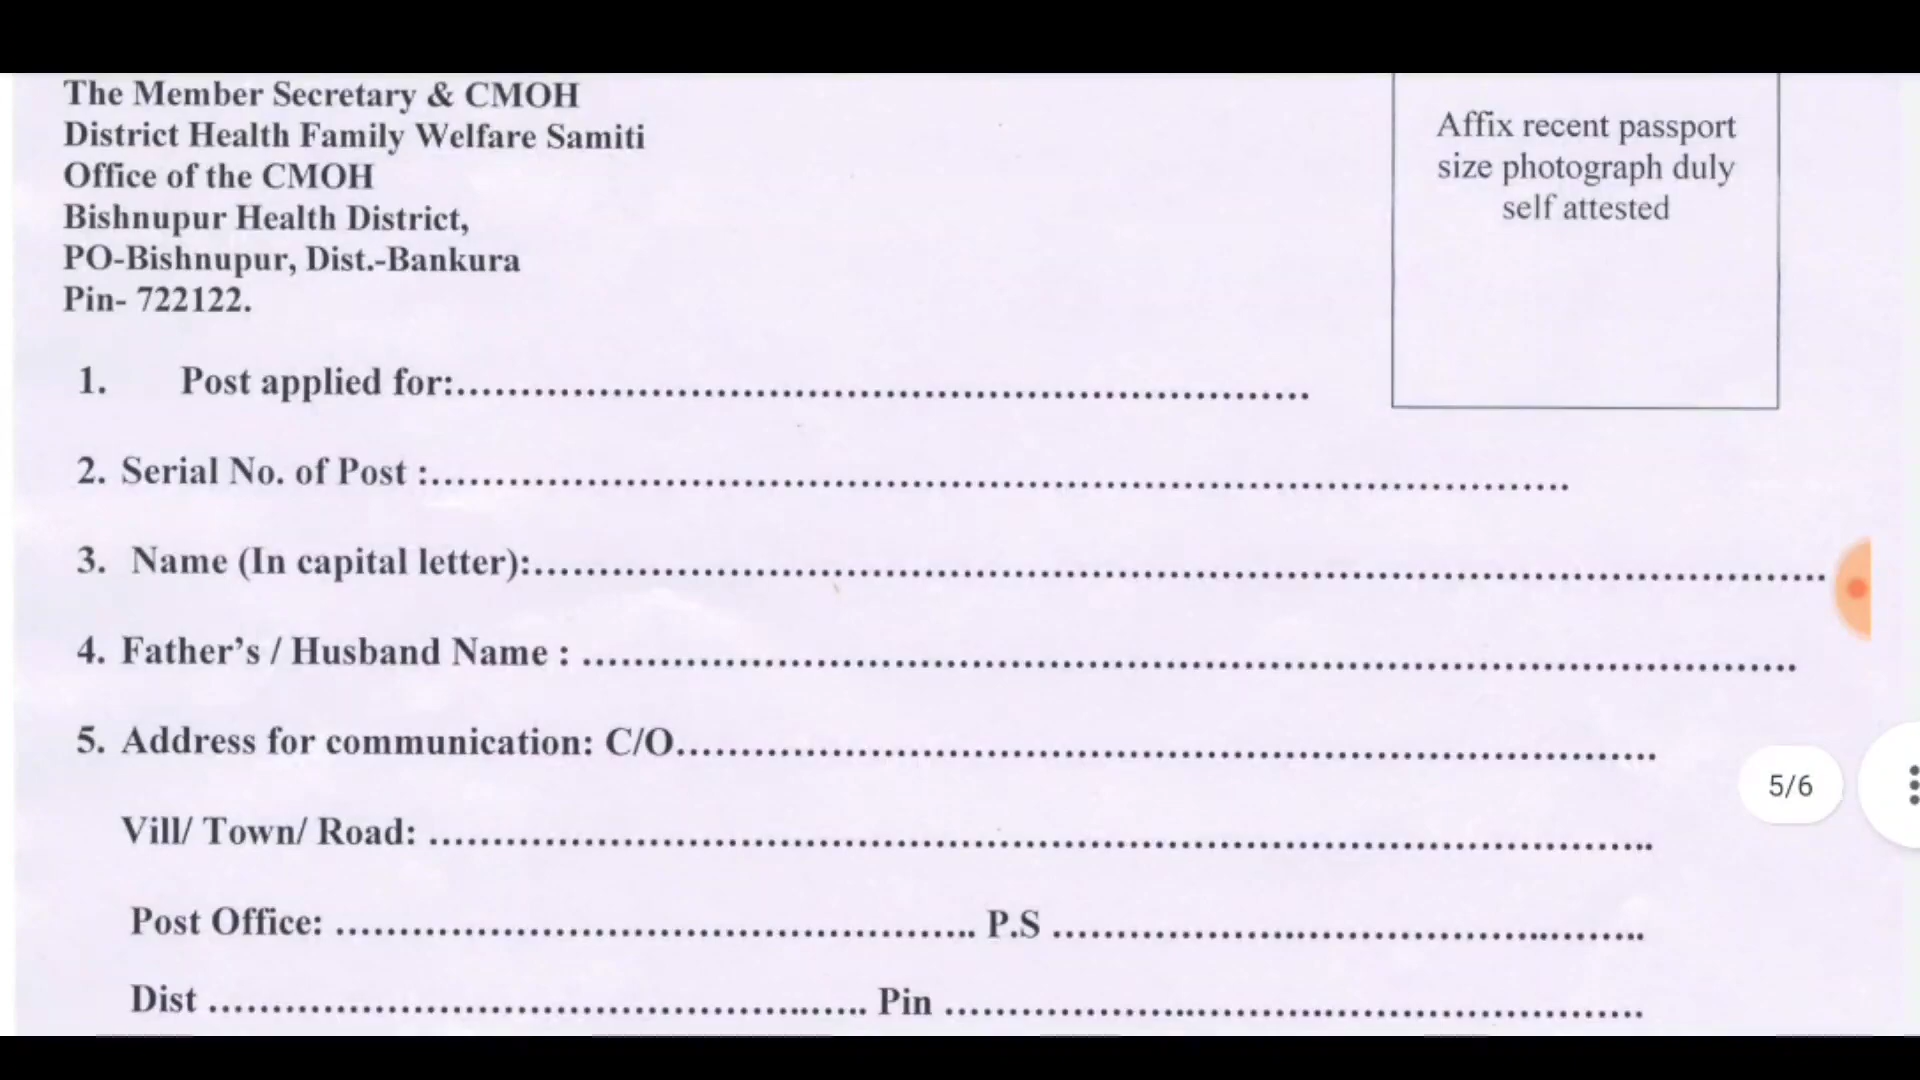 The Member Secretary & CMOH
District Health Family Welfare Samiti
Office of the CMOH
Bishnupur Health District,
PO-Bishnupur, Dist.-Bankura
Pin- 722122.
Affix recent passport
size photograph duly
self attested
1. Post applied for:..................................................................
2. Serial No. of Post :........................................................................................
3. Name (In capital letter):....................................................................................................
4. Father’s / Husband Name : ..............................................................................................
5. Address for communication: C/O...........................................................................
Vill/ Town/ Road: ..............................................................................................
Post Office: .................................................. P.S ..............................................
Dist ................................................... Pin ......................................................
5/6